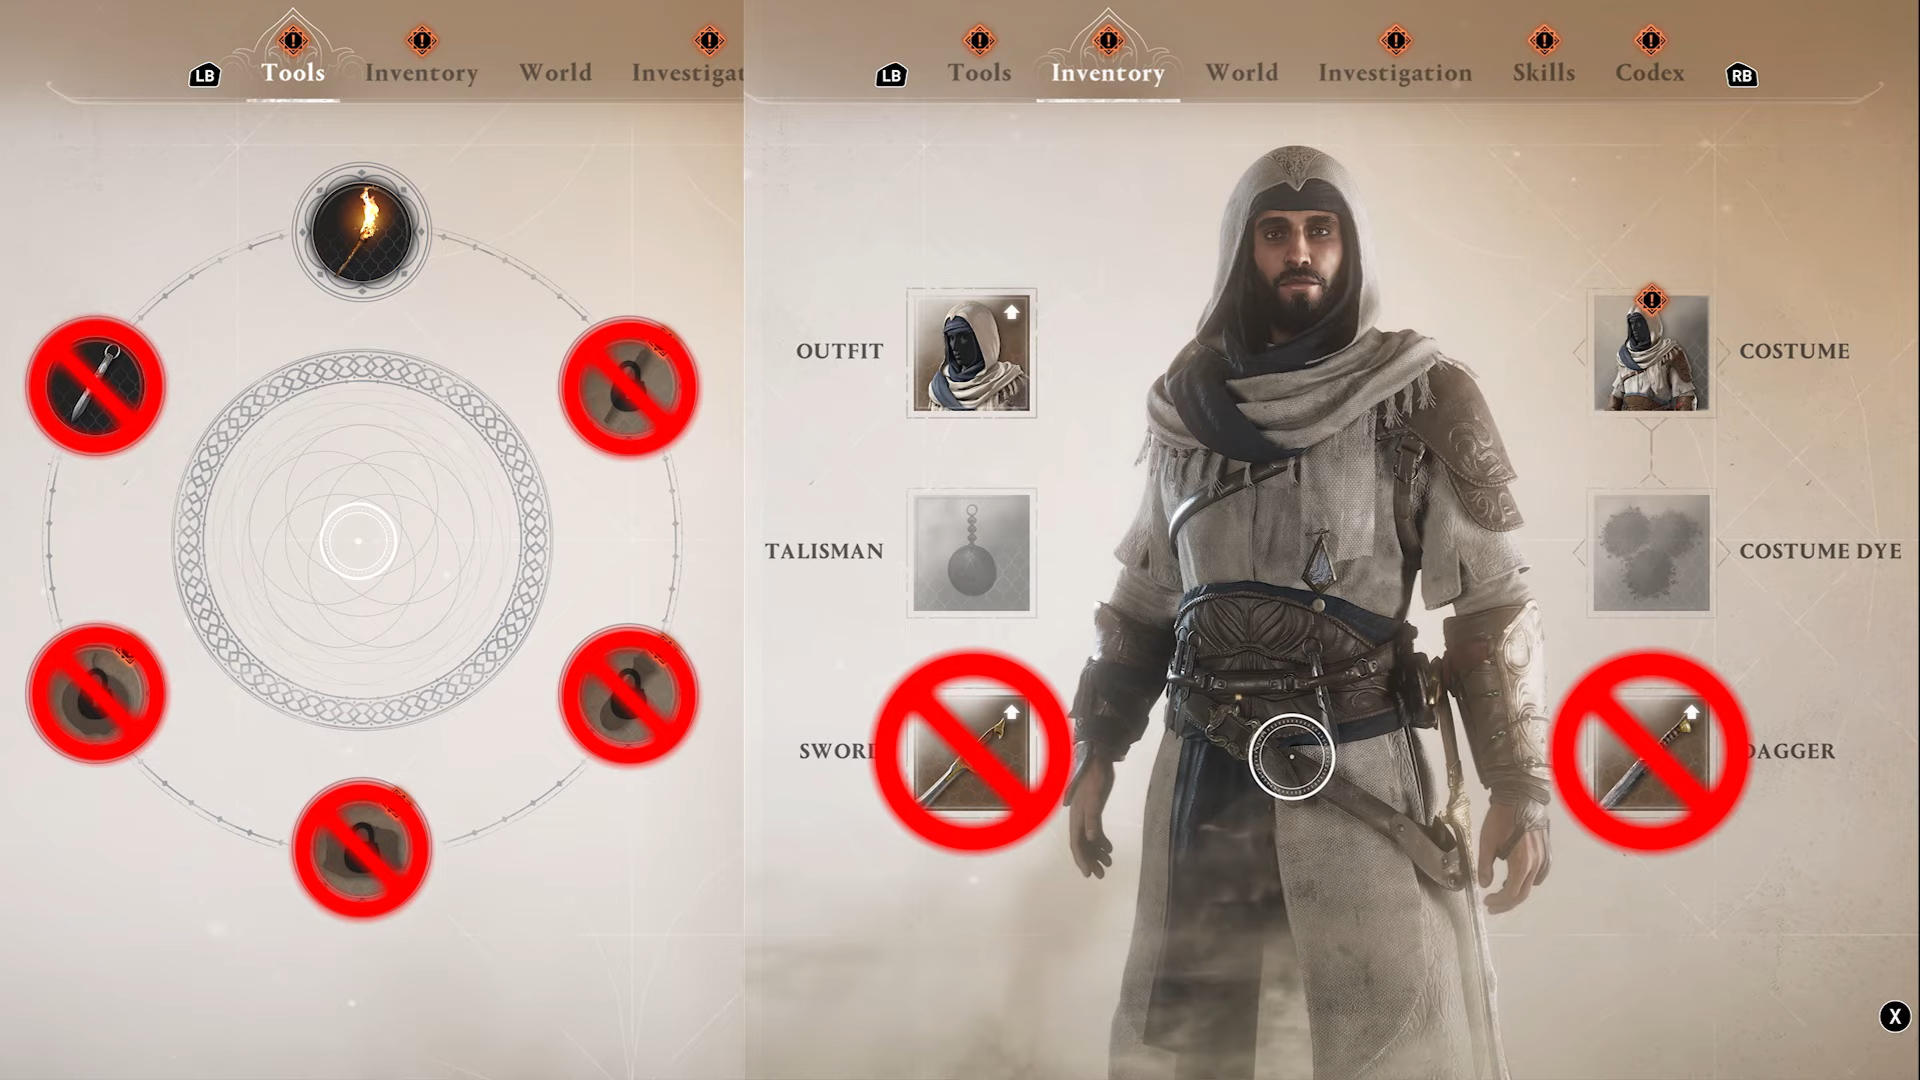 LB Tools Inventory World Investigat
LB Tools Inventory World Investigation Skills Codex RB
OUTFIT
COSTUME
TALISMAN
COSTUME DYE
SWORD
DAGGER
X